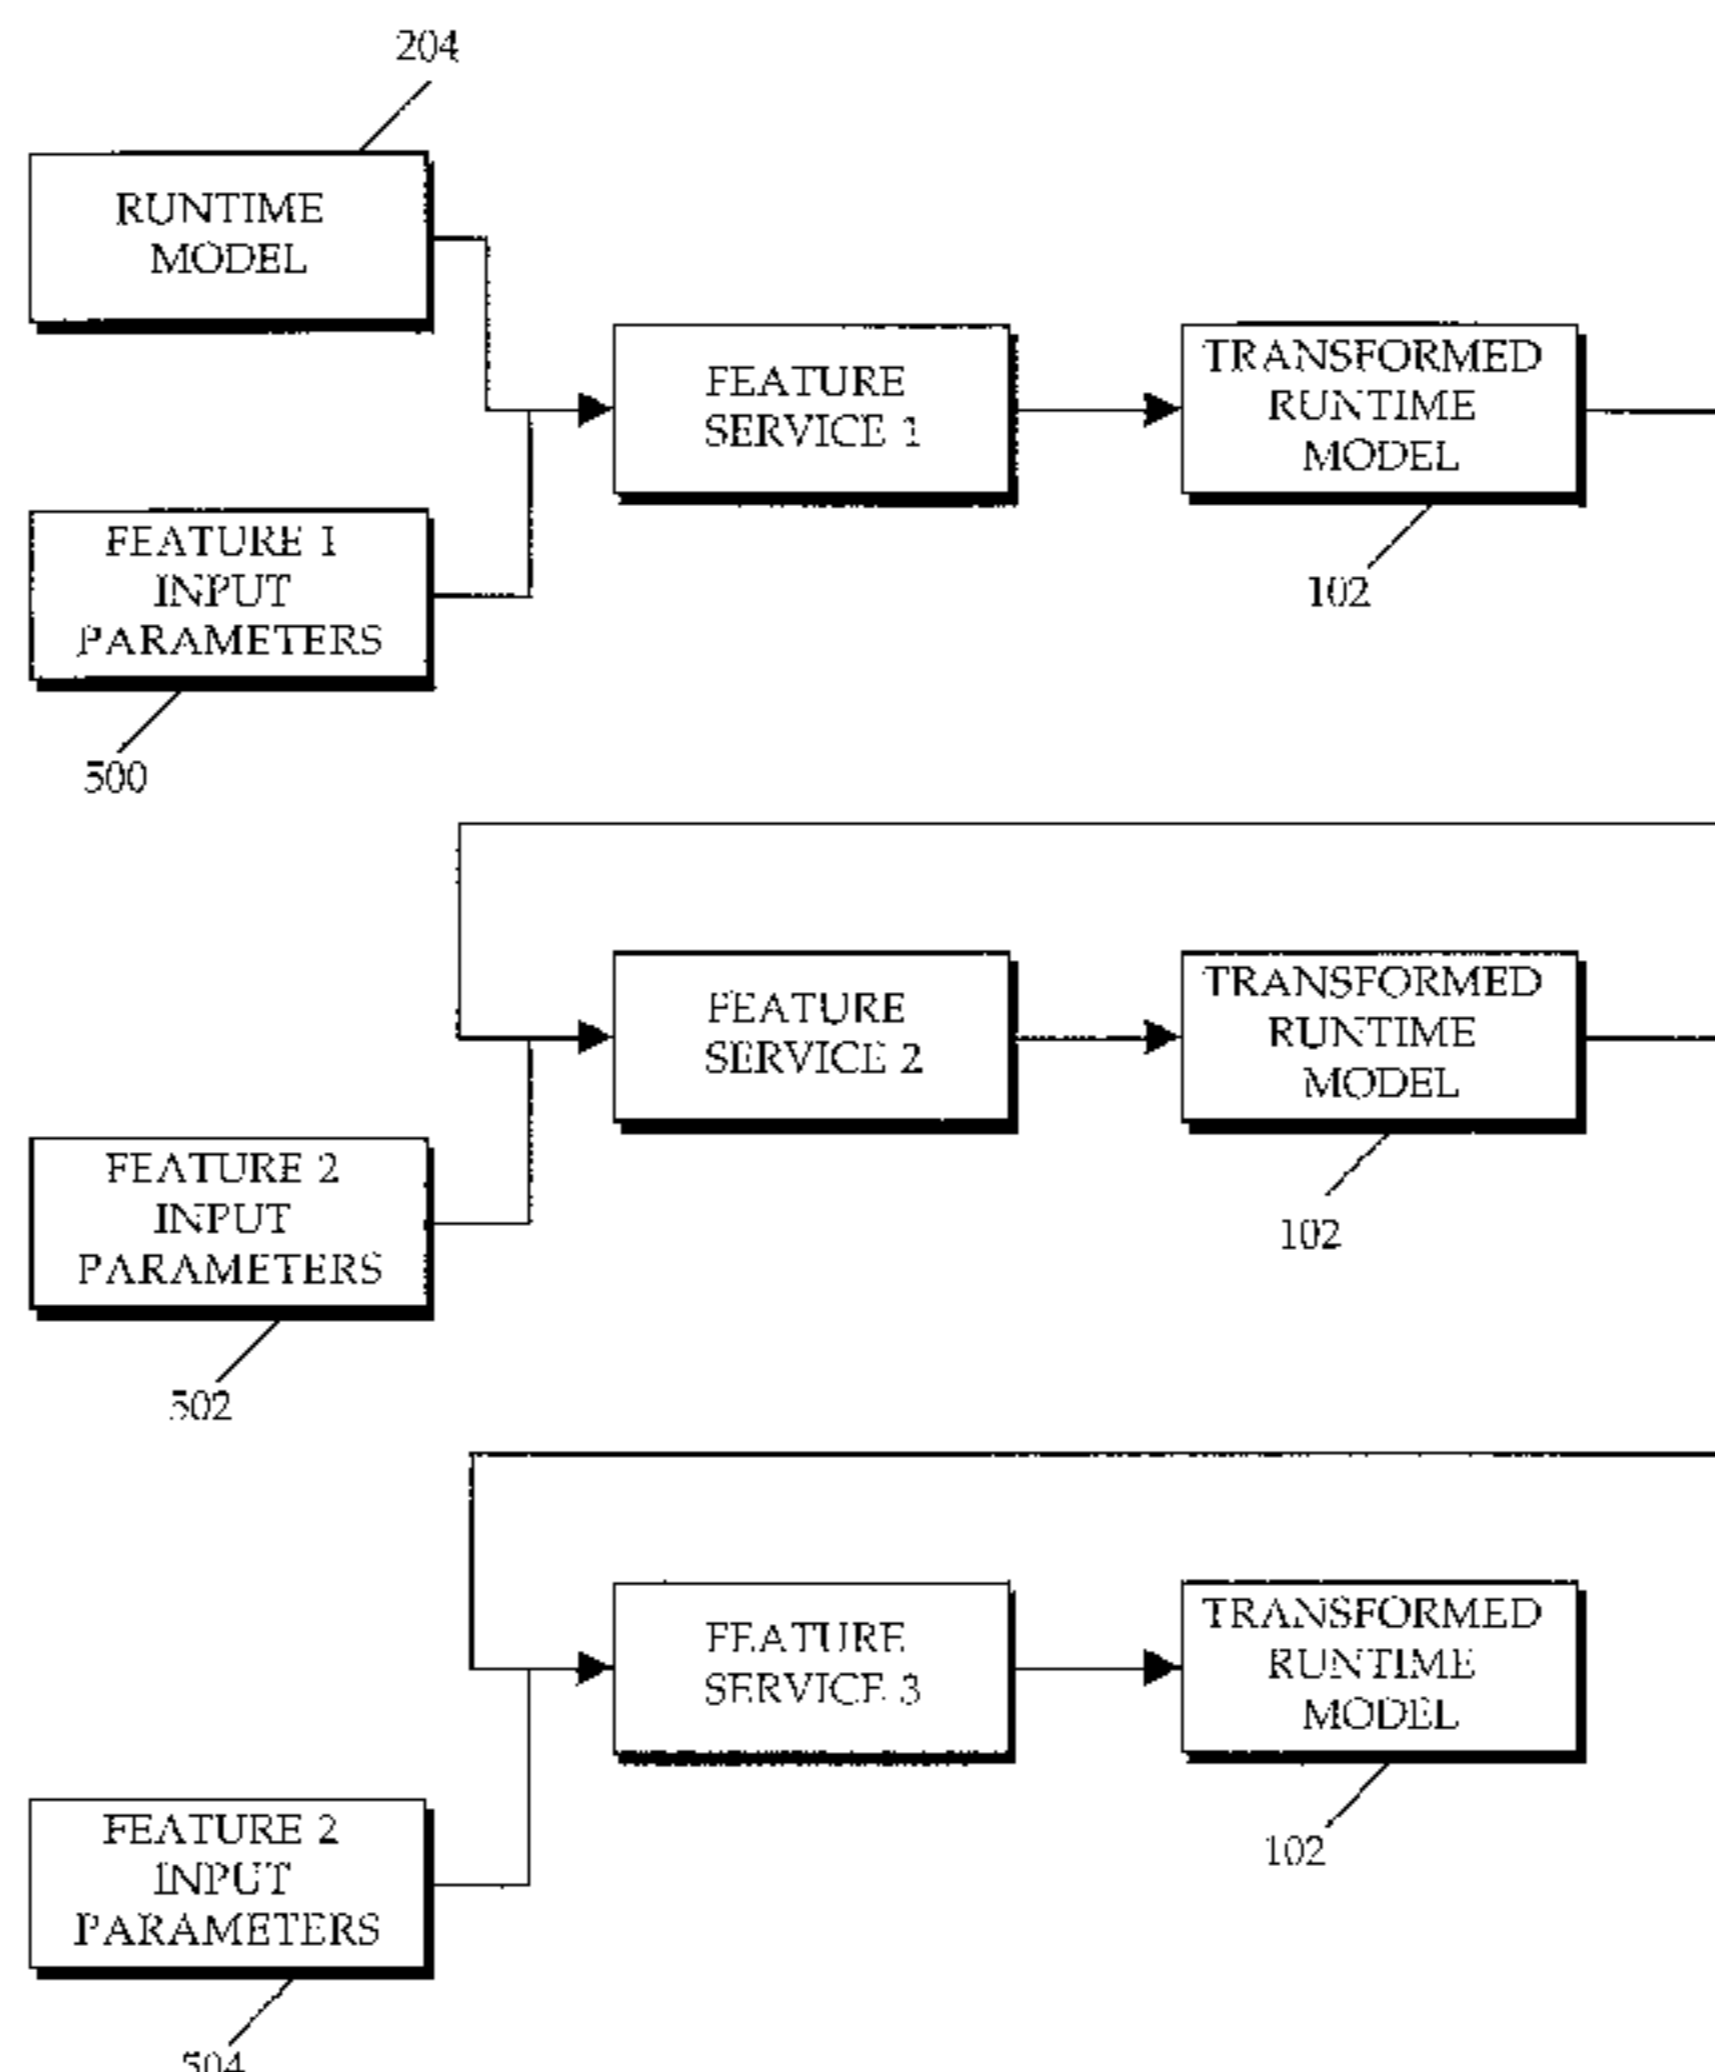 204
RUNTIME
MODEL
FEATURE
SERVICE 1
TRANSFORMED
RUNTIME
MODEL
102
FEATURE 1
INPUT
PARAMETERS
500
FEATURE
SERVICE 2
TRANSFORMED
RUNTIME
MODEL
102
FEATURE 2
INPUT
PARAMETERS
502
FEATURE
SERVICE 3
TRANSFORMED
RUNTIME
MODEL
102
FEATURE 2
INPUT
PARAMETERS
504